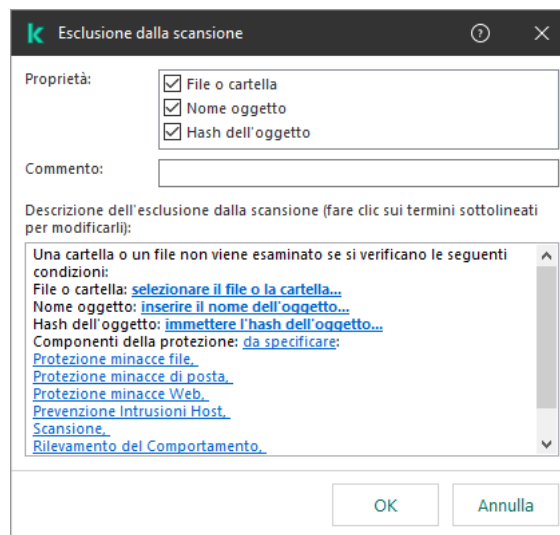 Esclusione dalla scansione
Proprietà:
File o cartella
Nome oggetto
Hash dell'oggetto
Commento:
Descrizione dell'esclusione dalla scansione (fare clic sui termini sottolineati
per modificarli):
Una cartella o un file non viene esaminato se si verificano le seguenti
condizioni:
File o cartella: selezionare il file o la cartella...
Nome oggetto: inserire il nome dell'oggetto...
Hash dell'oggetto: immettere l'hash dell'oggetto...
Componenti della protezione: da specificare:
Protezione minacce file,
Protezione minacce di posta,
Protezione minacce Web,
Prevenzione Intrusioni Host,
Scansione,
Rilevamento del Comportamento,
OK
Annulla